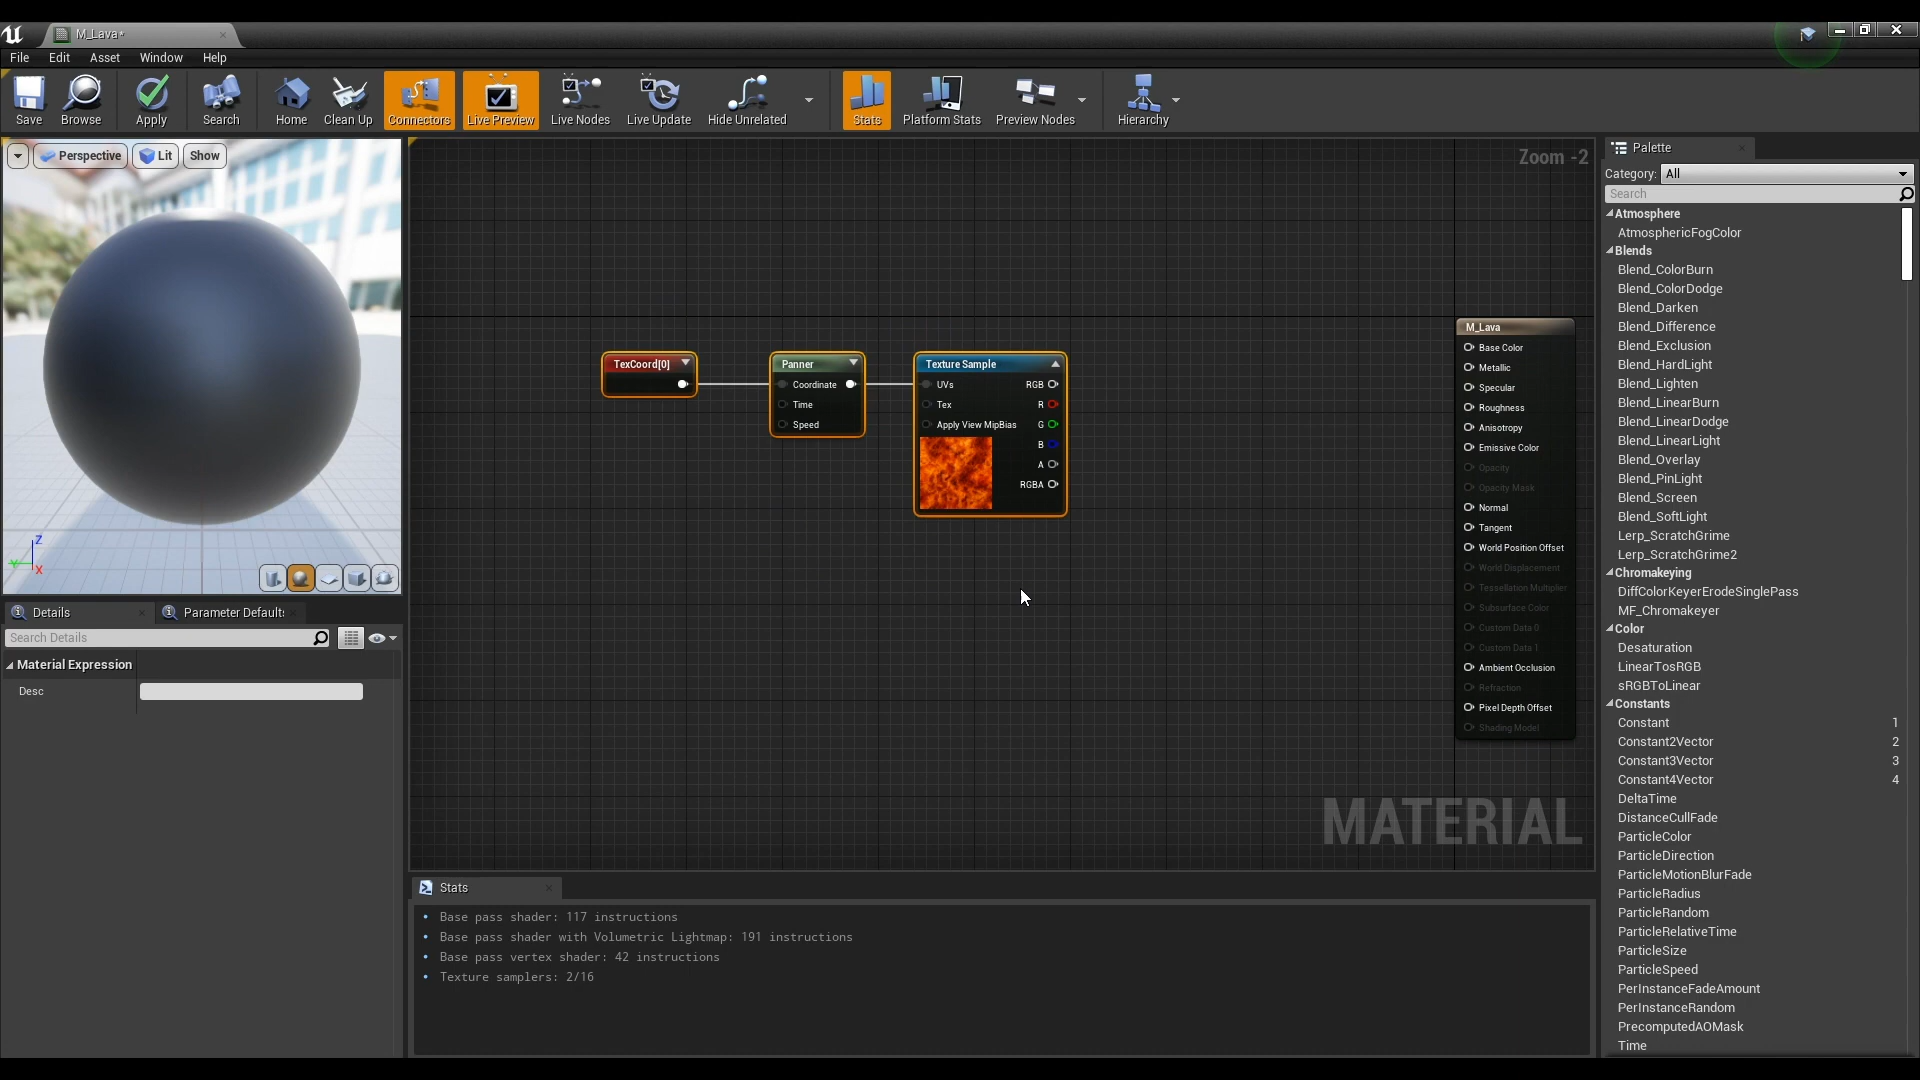 M_Lava*
File Edit Asset Window Help
Save Browse Apply Search Home Clean Up Connectors Live Preview Live Nodes Live Update Hide Unrelated Stats Platform Stats Preview Nodes Hierarchy
Perspective Lit Show
Z
Y
X
Details
Parameter Defaults
Search Details
Material Expression
Desc
Zoom -2
TexCoord[0]
Panner
Coordinate
Time
Speed
Texture Sample
UVs RGB
Tex R
Apply View MipBias G
B
A
RGBA
M_Lava
Base Color
Metallic
Specular
Roughness
Anisotropy
Emissive Color
Opacity
Opacity Mask
Normal
Tangent
World Position Offset
World Displacement
Tessellation Multiplier
Subsurface Color
Custom Data 0
Custom Data 1
Ambient Occlusion
Refraction
Pixel Depth Offset
Shading Model
MATERIAL
Stats
• Base pass shader: 117 instructions
• Base pass shader with Volumetric Lightmap: 191 instructions
• Base pass vertex shader: 42 instructions
• Texture samplers: 2/16
Palette
Category: All
Search
Atmosphere
AtmosphericFogColor
Blends
Blend_ColorBurn
Blend_ColorDodge
Blend_Darken
Blend_Difference
Blend_Exclusion
Blend_HardLight
Blend_Lighten
Blend_LinearBurn
Blend_LinearDodge
Blend_LinearLight
Blend_Overlay
Blend_PinLight
Blend_Screen
Blend_SoftLight
Lerp_ScratchGrime
Lerp_ScratchGrime2
Chromakeying
DiffColorKeyerErodeSinglePass
MF_Chromakeyer
Color
Desaturation
LinearTosRGB
sRGBToLinear
Constants
Constant 1
Constant2Vector 2
Constant3Vector 3
Constant4Vector 4
DeltaTime
DistanceCullFade
ParticleColor
ParticleDirection
ParticleMotionBlurFade
ParticleRadius
ParticleRandom
ParticleRelativeTime
ParticleSize
ParticleSpeed
PerInstanceFadeAmount
PerInstanceRandom
PrecomputedAOMask
Time